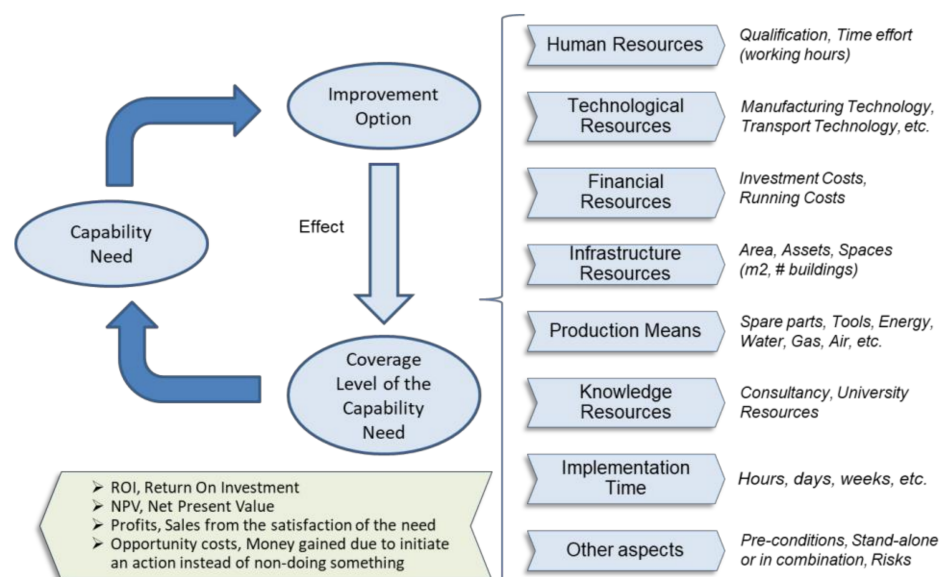 Improvement
Option
Capability
Need
Effect
Coverage
Level of the
Capability
Need
➢ ROI, Return On Investment
➢ NPV, Net Present Value
➢ Profits, Sales from the satisfaction of the need
➢ Opportunity costs, Money gained due to initiate
an action instead of non-doing something
Human Resources
Qualification, Time effort
(working hours)
Technological
Resources
Manufacturing Technology,
Transport Technology, etc.
Financial
Resources
Investment Costs,
Running Costs
Infrastructure
Resources
Area, Assets, Spaces
(m2, # buildings)
Production Means
Spare parts, Tools, Energy,
Water, Gas, Air, etc.
Knowledge
Resources
Consultancy, University
Resources
Implementation
Time
Hours, days, weeks, etc.
Other aspects
Pre-conditions, Stand-alone
or in combination, Risks